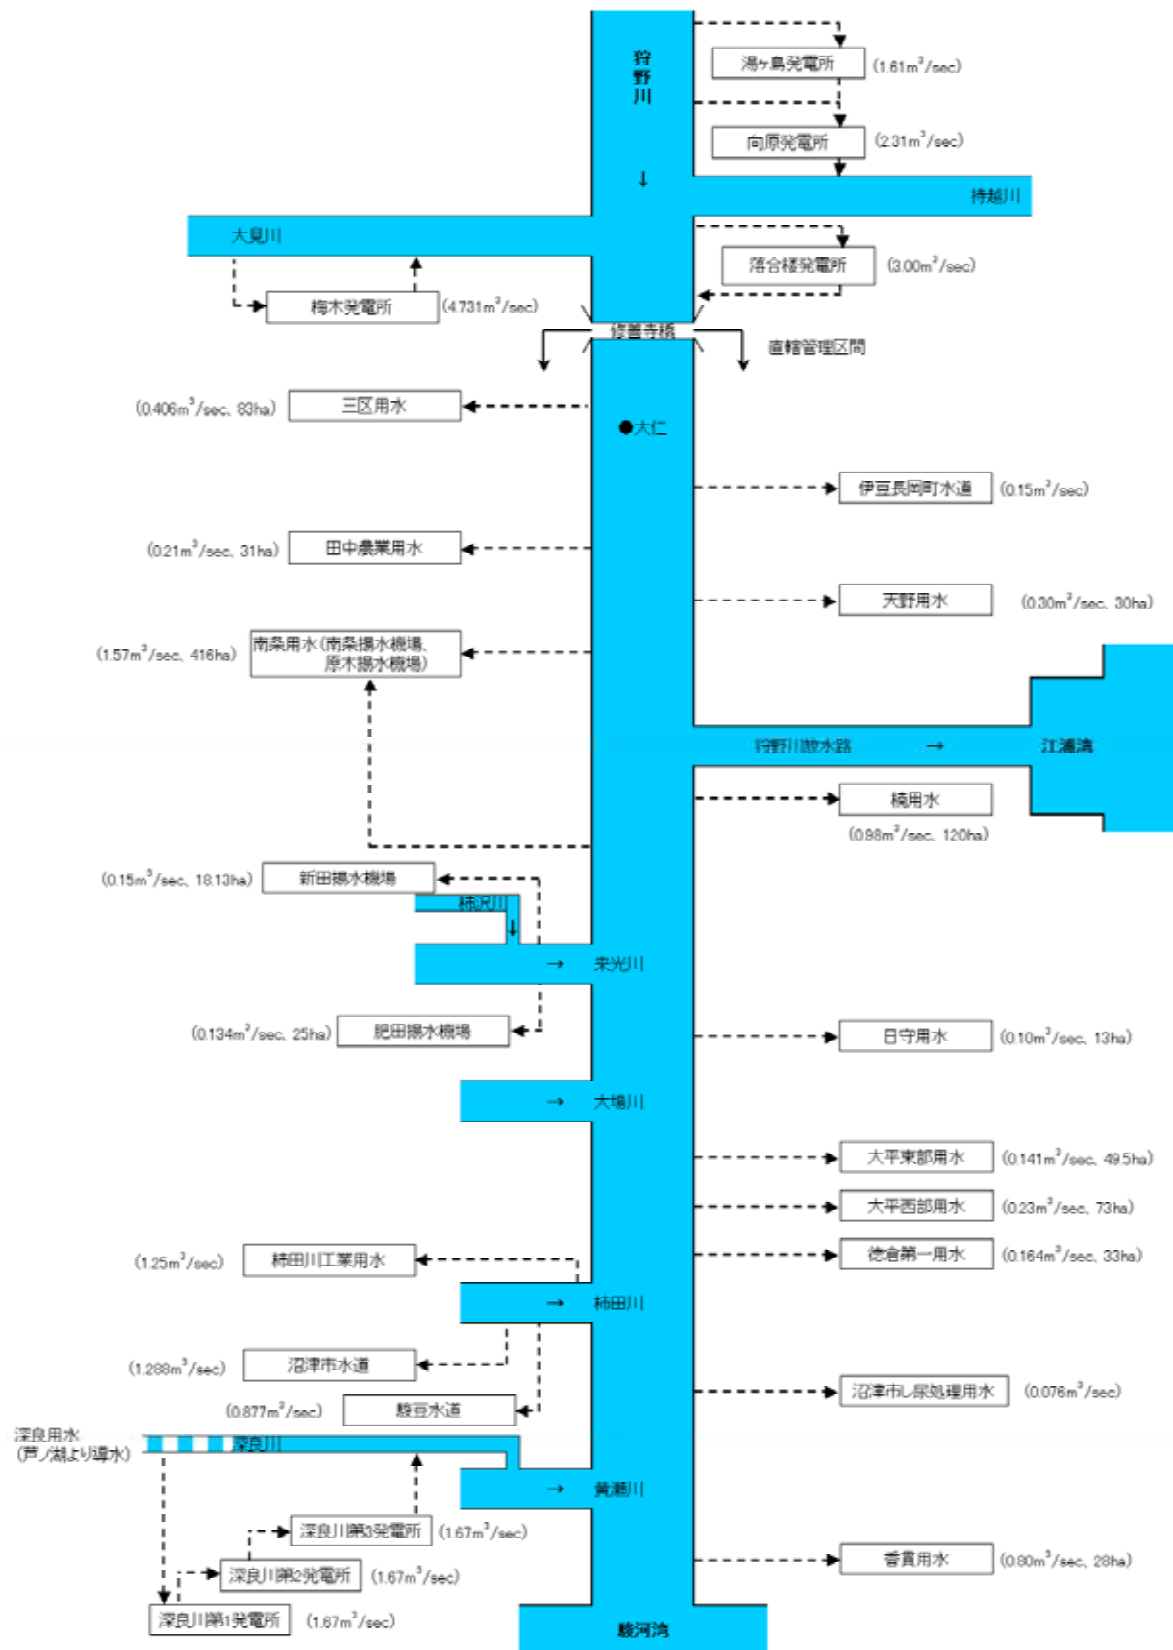 狩野川
↓
湯ヶ島発電所 (1.61m³/sec)
向原発電所 (2.31m³/sec)
持越川
大見川
落合楼発電所 (3.00m³/sec)
梅木発電所 (4.731m³/sec)
修善寺橋
直轄管理区間
(0.406m³/sec、83ha) 三区用水
●大仁
伊豆長岡町水道 (0.15m³/sec)
(0.21m³/sec、31ha) 田中農業用水
天野用水 (0.30m³/sec、30ha)
(1.57m³/sec、416ha) 南条用水(南条揚水機場、
原木揚水機場)
狩野川放水路 → 江浦湾
楠用水
(0.98m³/sec、120ha)
(0.15m³/sec、18.13ha) 新田揚水機場
柿沢川
↓
→ 来光川
(0.134m³/sec、25ha) 肥田揚水機場
日守用水 (0.10m³/sec、13ha)
→ 大場川
大平東部用水 (0.141m³/sec、49.5ha)
大平西部用水 (0.23m³/sec、73ha)
(1.25m³/sec) 柿田川工業用水
徳倉第一用水 (0.164m³/sec、33ha)
→ 柿田川
(1.288m³/sec) 沼津市水道
沼津市し尿処理用水 (0.076m³/sec)
(0.877m³/sec) 駿豆水道
深良用水
(芦ノ湖より導水)
深良川
→ 黄瀬川
深良川第3発電所 (1.67m³/sec)
香貫用水 (0.80m³/sec、28ha)
深良川第2発電所 (1.67m³/sec)
深良川第1発電所 (1.67m³/sec)
駿河湾